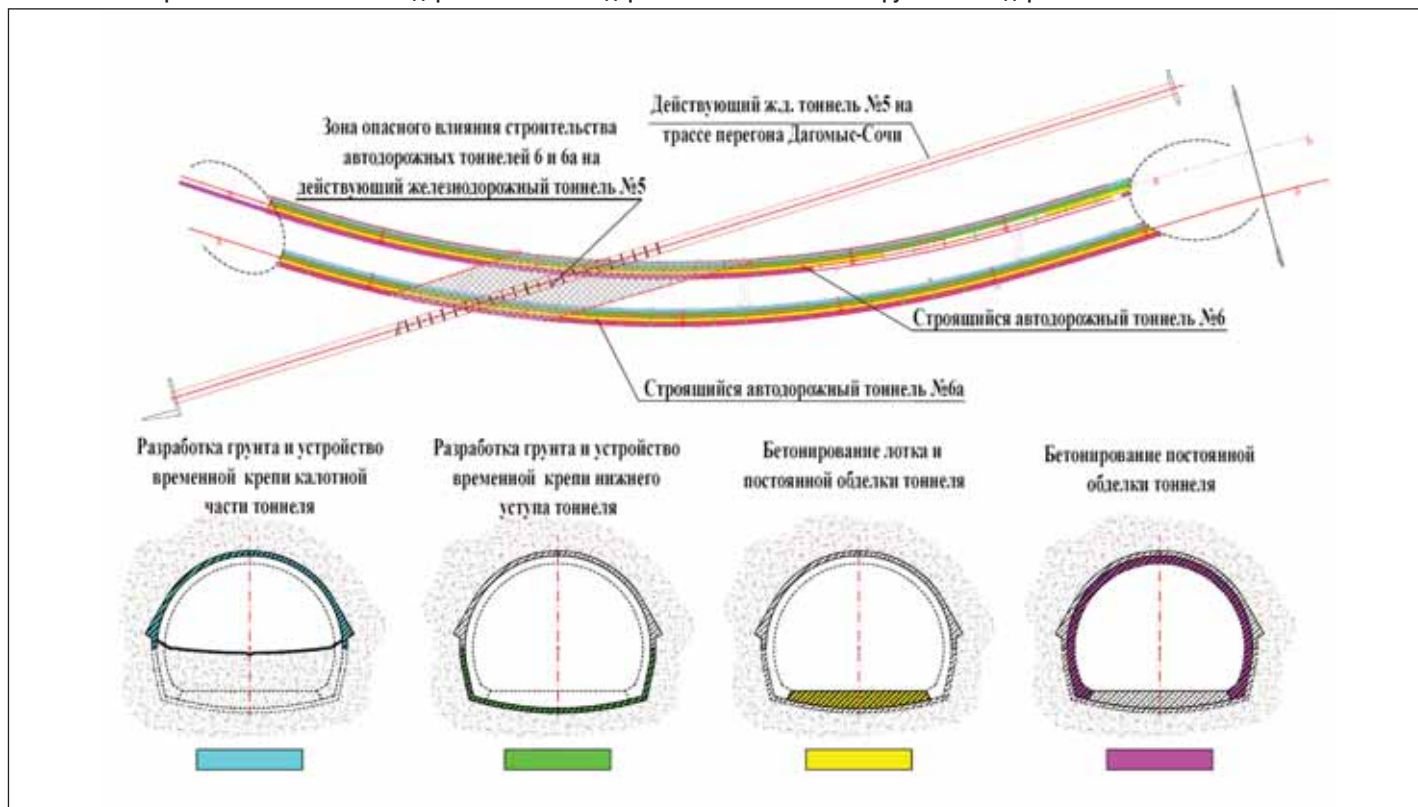 Действующий ж.д. тоннель №5 на
трассе перегона Дагомыс-Сочи
Зона опасного влияния строительства
автодорожных тоннелей 6 и 6а на
действующий железнодорожный тоннель №5
Строящийся автодорожный тоннель №6
Строящийся автодорожный тоннель №6а
Разработка грунта и устройство
временной крепи калотной
части тоннеля
Разработка грунта и устройство
временной крепи нижнего
уступа тоннеля
Бетонирование лотка и
постоянной обделки тоннеля
Бетонирование постоянной
обделки тоннеля